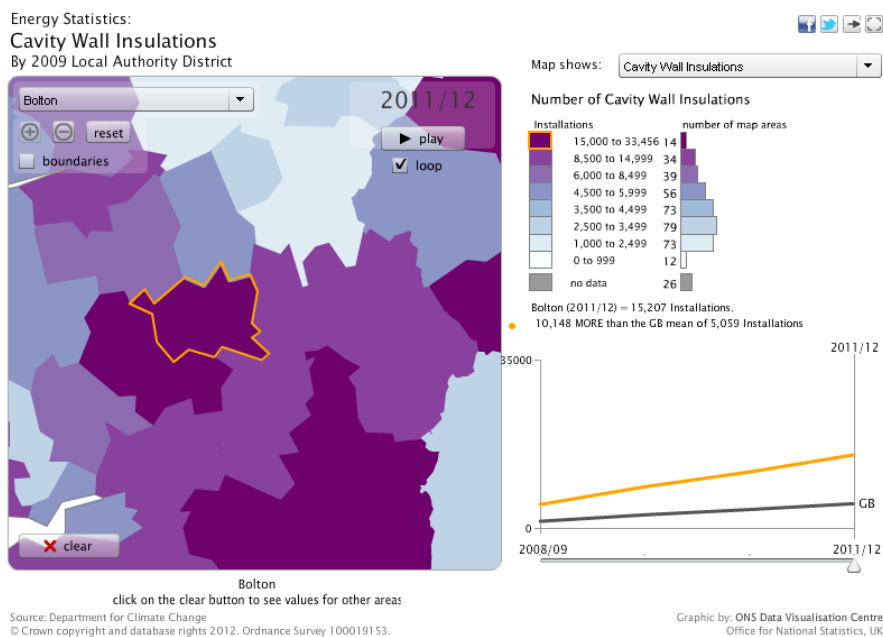 Energy Statistics:
Cavity Wall Insulations
By 2009 Local Authority District
Bolton
2011/12
reset
play
boundaries
loop
Map shows: Cavity Wall Insulations
Number of Cavity Wall Insulations
Installations number of map areas
15,000 to 33,456 14
8,500 to 14,999 34
6,000 to 8,499 39
4,500 to 5,999 56
3,500 to 4,499 73
2,500 to 3,499 79
1,000 to 2,499 73
0 to 999 12
no data 26
Bolton (2011/12) = 15,207 Installations.
10,148 MORE than the GB mean of 5,059 Installations
2011/12
35000
GB
0
2008/09 2011/12
clear
Bolton
click on the clear button to see values for other areas
Source: Department for Climate Change
© Crown copyright and database rights 2012. Ordnance Survey 100019153.
Graphic by: ONS Data Visualisation Centre
Office for National Statistics, UK